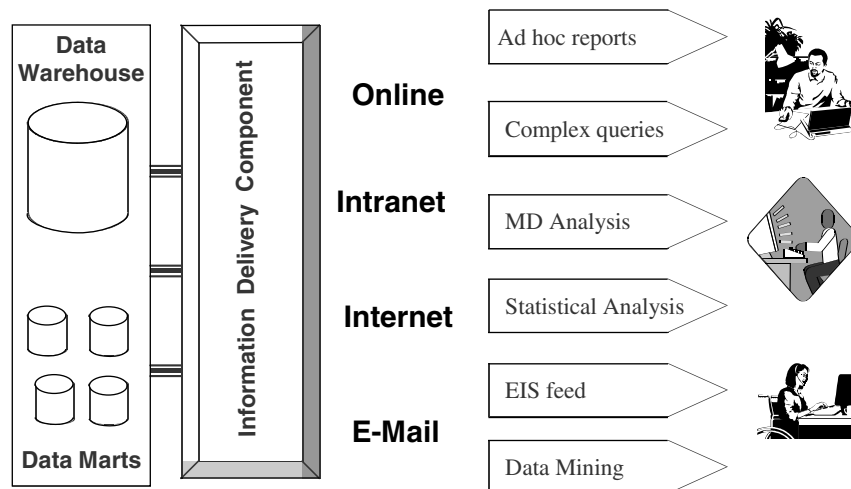 Data
Warehouse
Data Marts
Information Delivery Component
Online
Intranet
Internet
E-Mail
Ad hoc reports
Complex queries
MD Analysis
Statistical Analysis
EIS feed
Data Mining